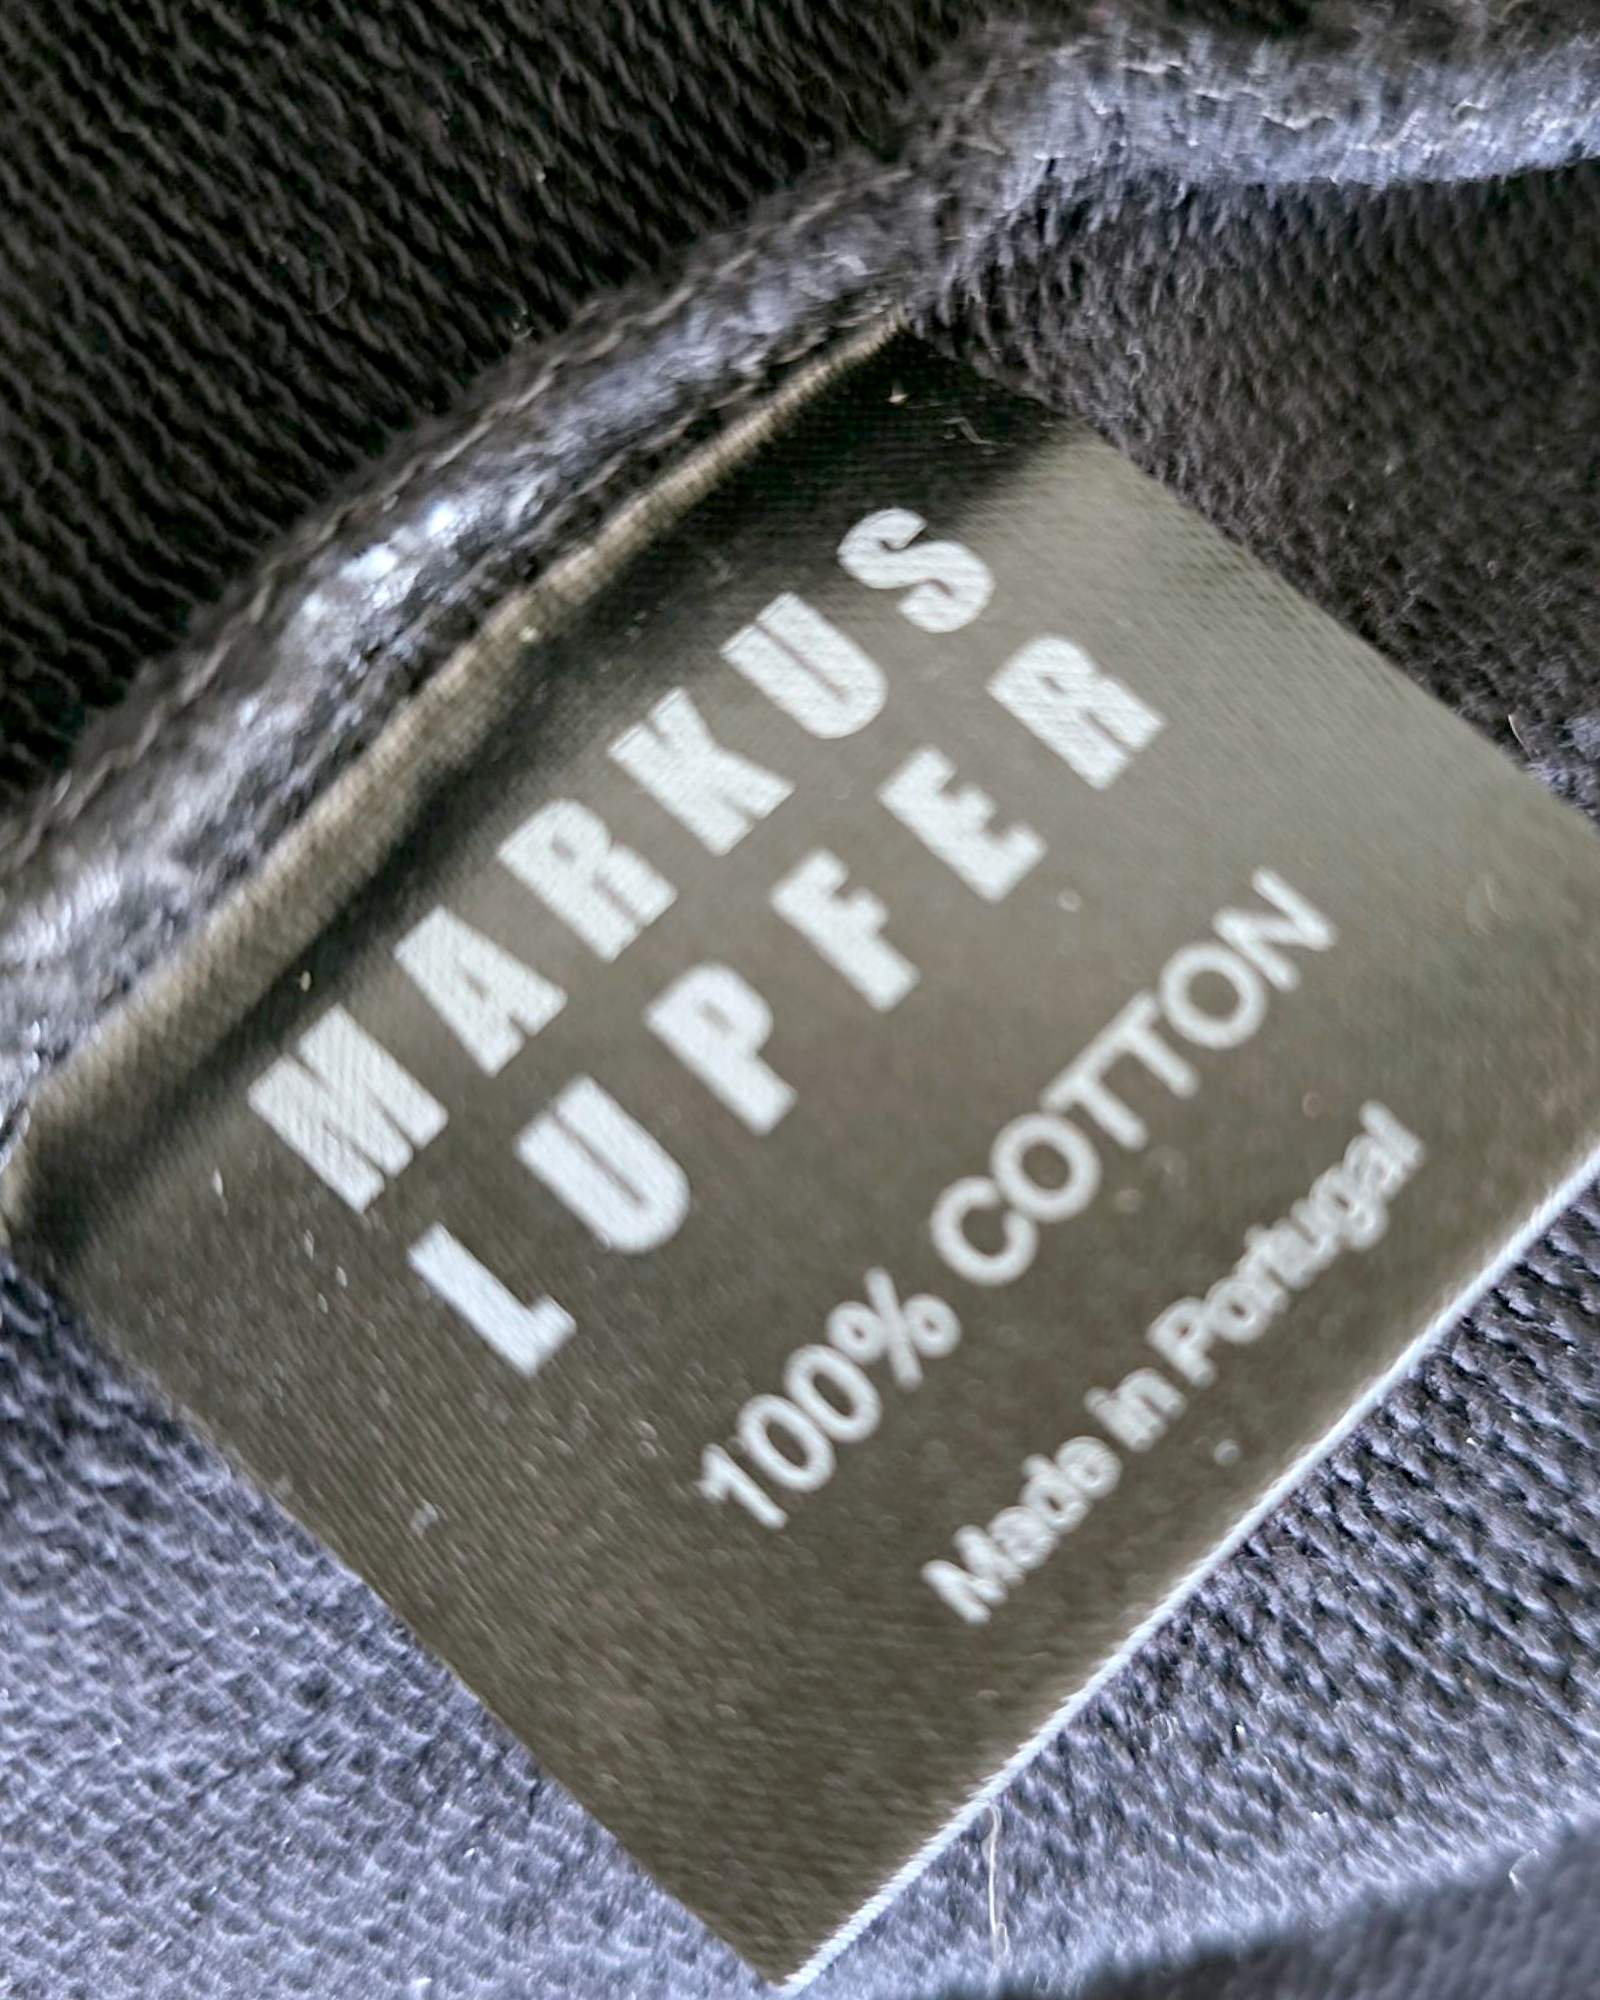 MARKUS
LUPFER
100% COTTON
Made in Portugal